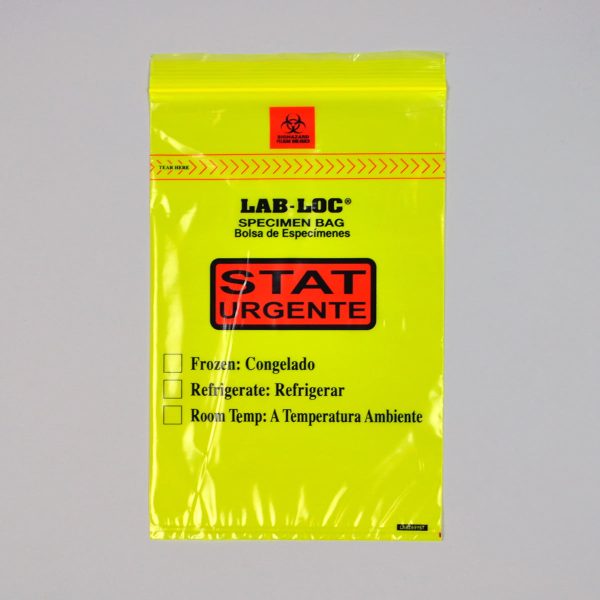 BIOHAZARD
TEAR HERE
LAB-LOC®
SPECIMEN BAG
Bolsa de Especímenes
STAT
URGENTE
Frozen: Congelado
Refrigerate: Refrigerar
Room Temp: A Temperatura Ambiente